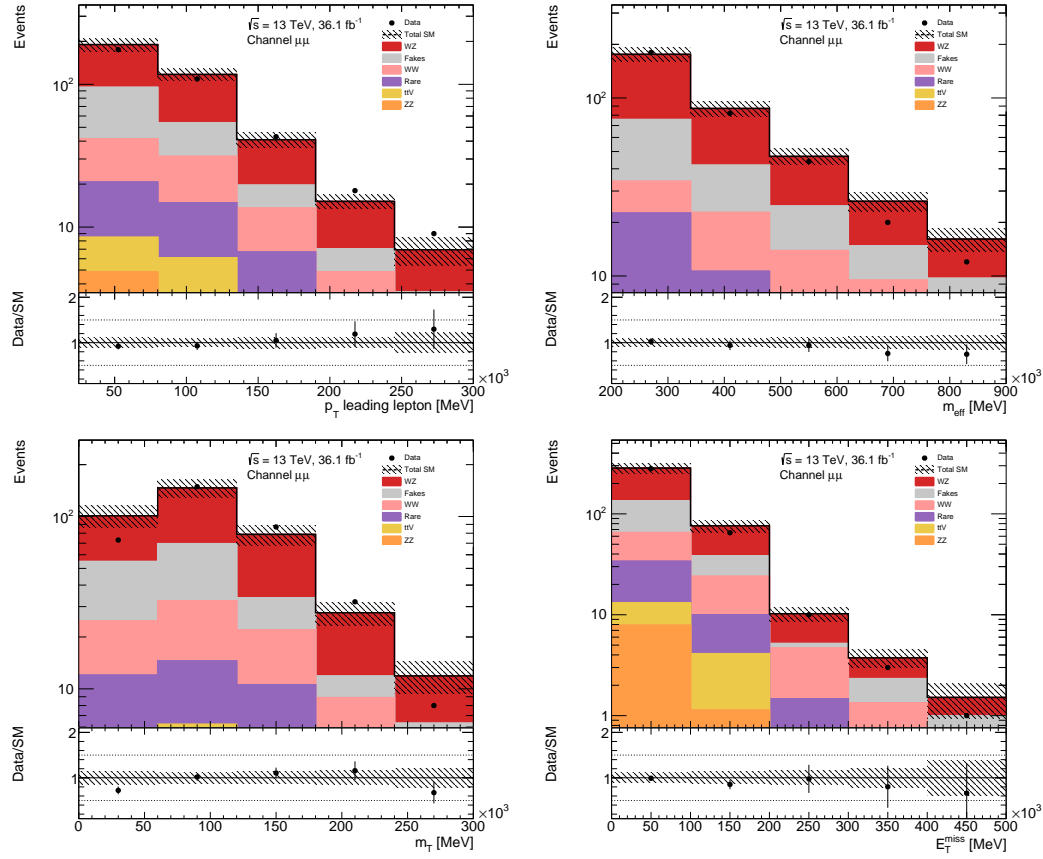 Events
√s = 13 TeV, 36.1 fb⁻¹
Channel μμ
Data
Total SM
WZ
Fakes
WW
Rare
ttV
ZZ
10²
10
Data/SM
2
1
50 100 150 200 250 300
×10³
p_T leading lepton [MeV]
Events
√s = 13 TeV, 36.1 fb⁻¹
Channel μμ
Data
Total SM
WZ
Fakes
WW
Rare
ttV
ZZ
10²
10
Data/SM
2
1
200 300 400 500 600 700 800 900
×10³
m_eff [MeV]
Events
√s = 13 TeV, 36.1 fb⁻¹
Channel μμ
Data
Total SM
WZ
Fakes
WW
Rare
ttV
ZZ
10²
10
Data/SM
2
1
0 50 100 150 200 250 300
×10³
m_T [MeV]
Events
√s = 13 TeV, 36.1 fb⁻¹
Channel μμ
Data
Total SM
WZ
Fakes
WW
Rare
ttV
ZZ
10²
10
1
Data/SM
2
1
0 50 100 150 200 250 300 350 400 450 500
×10³
E_T^miss [MeV]